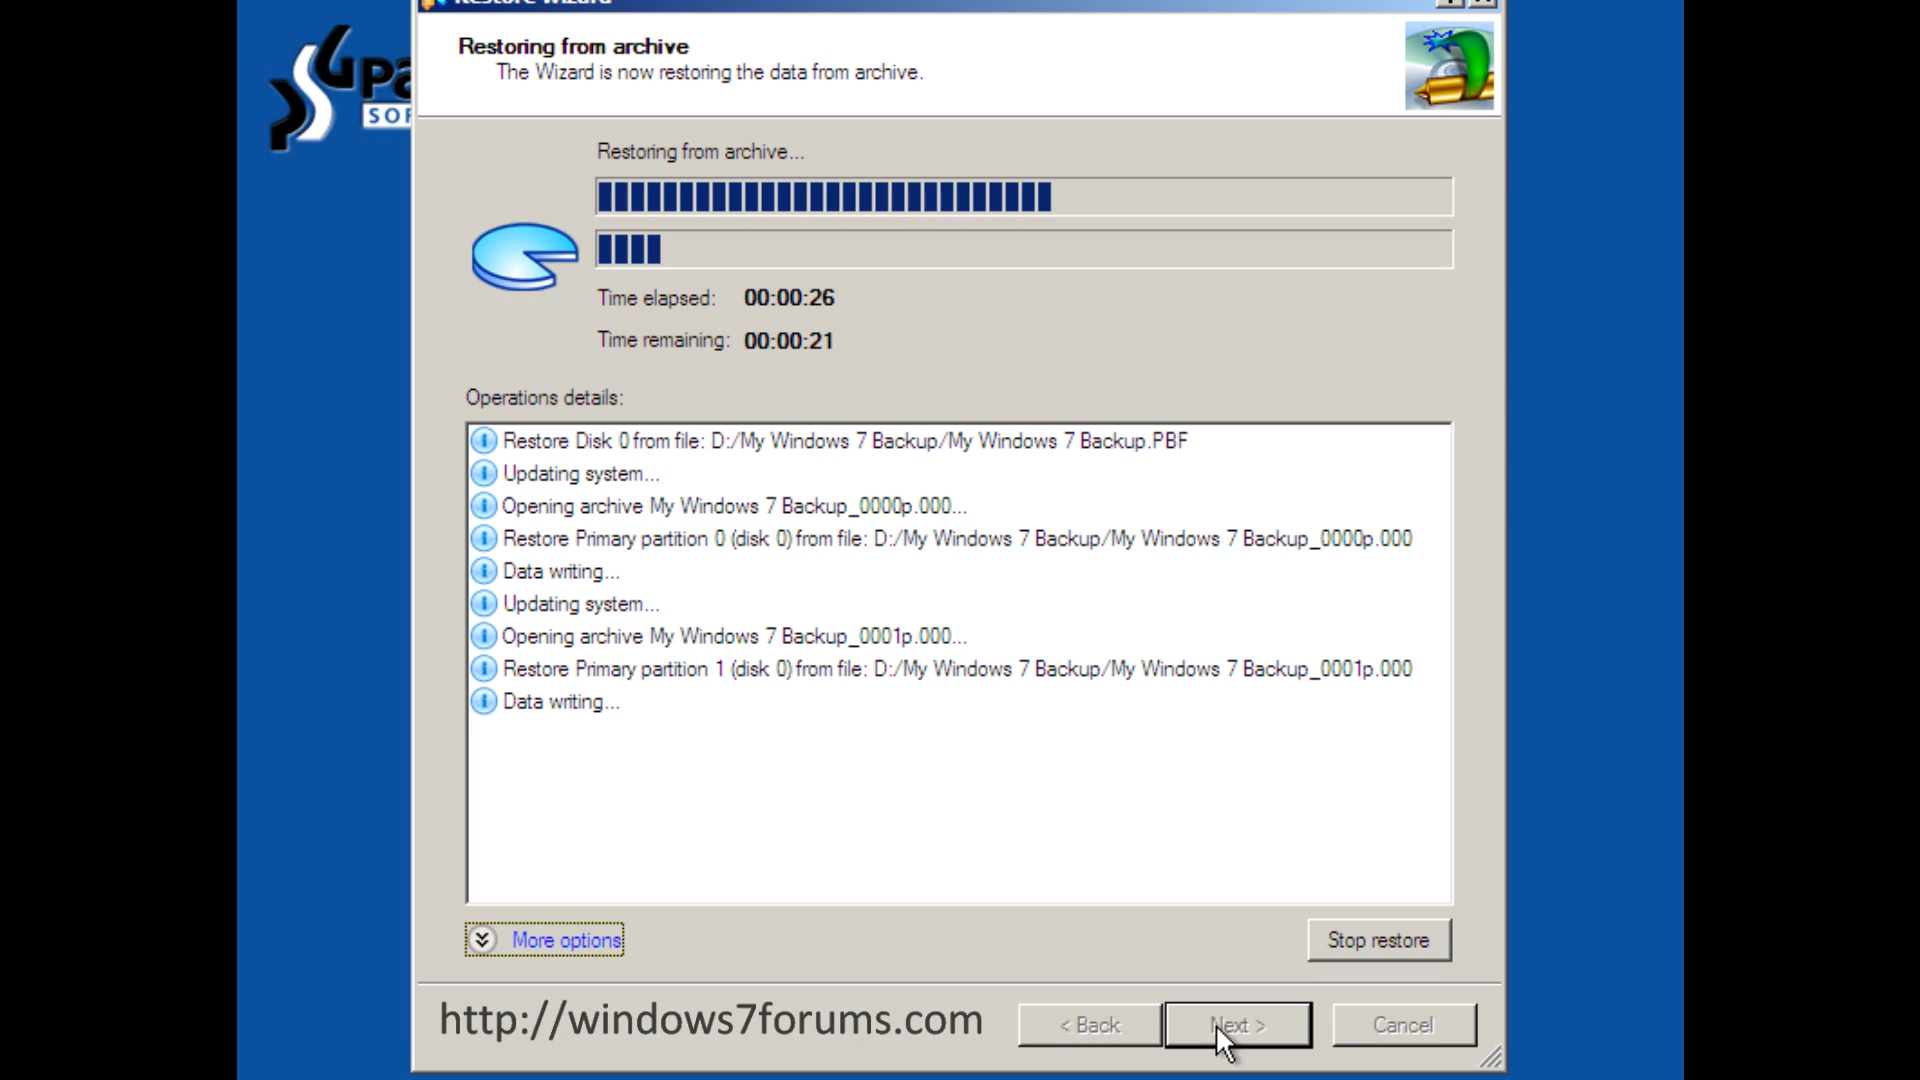 Restore Wizard
Restoring from archive
The Wizard is now restoring the data from archive.
Restoring from archive...
Time elapsed: 00:00:26
Time remaining: 00:00:21
Operations details:
Restore Disk 0 from file: D:/My Windows 7 Backup/My Windows 7 Backup.PBF
Updating system...
Opening archive My Windows 7 Backup_0000p.000...
Restore Primary partition 0 (disk 0) from file: D:/My Windows 7 Backup/My Windows 7 Backup_0000p.000
Data writing...
Updating system...
Opening archive My Windows 7 Backup_0001p.000...
Restore Primary partition 1 (disk 0) from file: D:/My Windows 7 Backup/My Windows 7 Backup_0001p.000
Data writing...
More options
Stop restore
http://windows7forums.com
< Back
Next >
Cancel